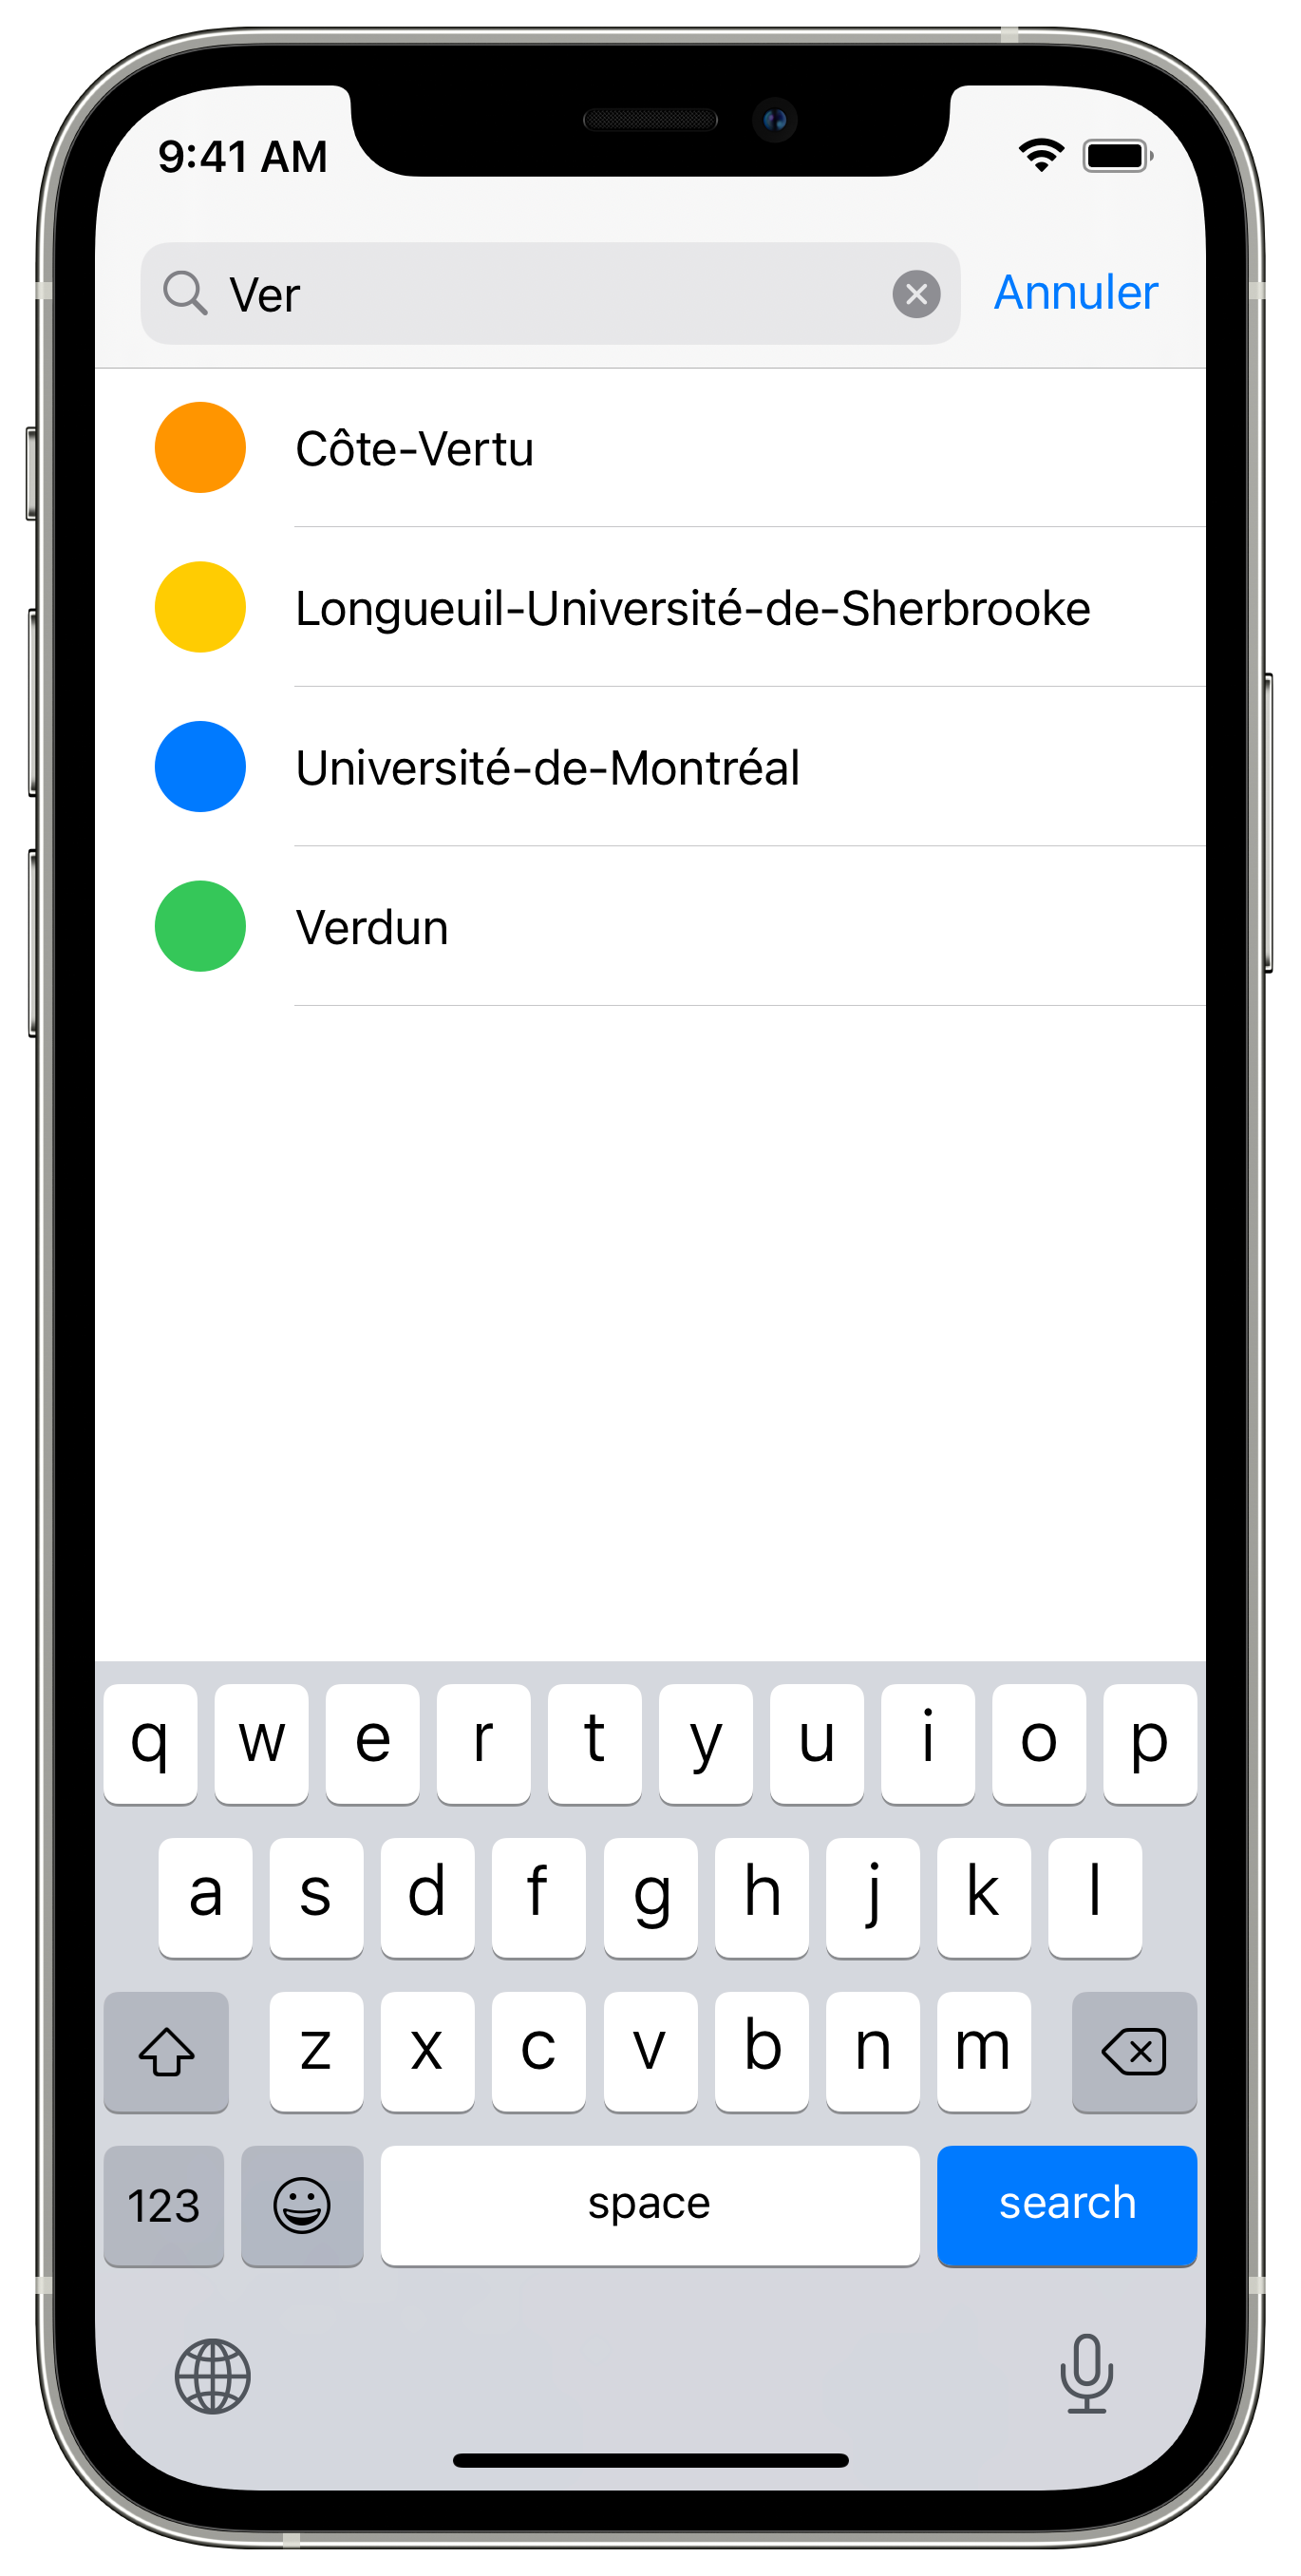 9:41 AM
Ver
Annuler
Côte-Vertu
Longueuil-Université-de-Sherbrooke
Université-de-Montréal
Verdun
q w e r t y u i o p
a s d f g h j k l
z x c v b n m
123 space search